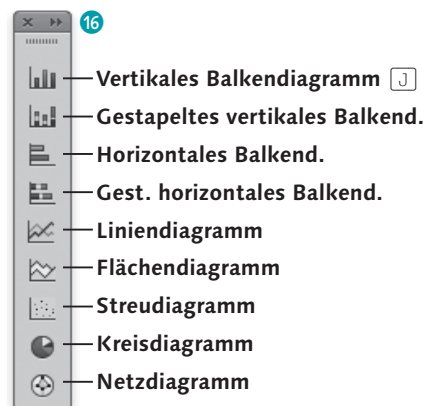 16
Vertikales Balkendiagramm J
Gestapeltes vertikales Balkend.
Horizontales Balkend.
Gest. horizontales Balkend.
Liniendiagramm
Flächendiagramm
Streudiagramm
Kreisdiagramm
Netzdiagramm